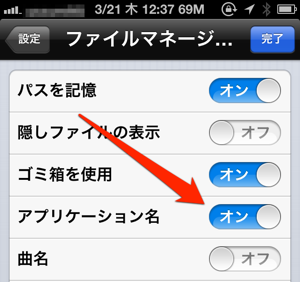 3/21 木 12:37 69M
設定 ファイルマネージ... 完了
パスを記憶 オン
隠しファイルの表示 オフ
ゴミ箱を使用 オン
アプリケーション名 オン
曲名 オフ